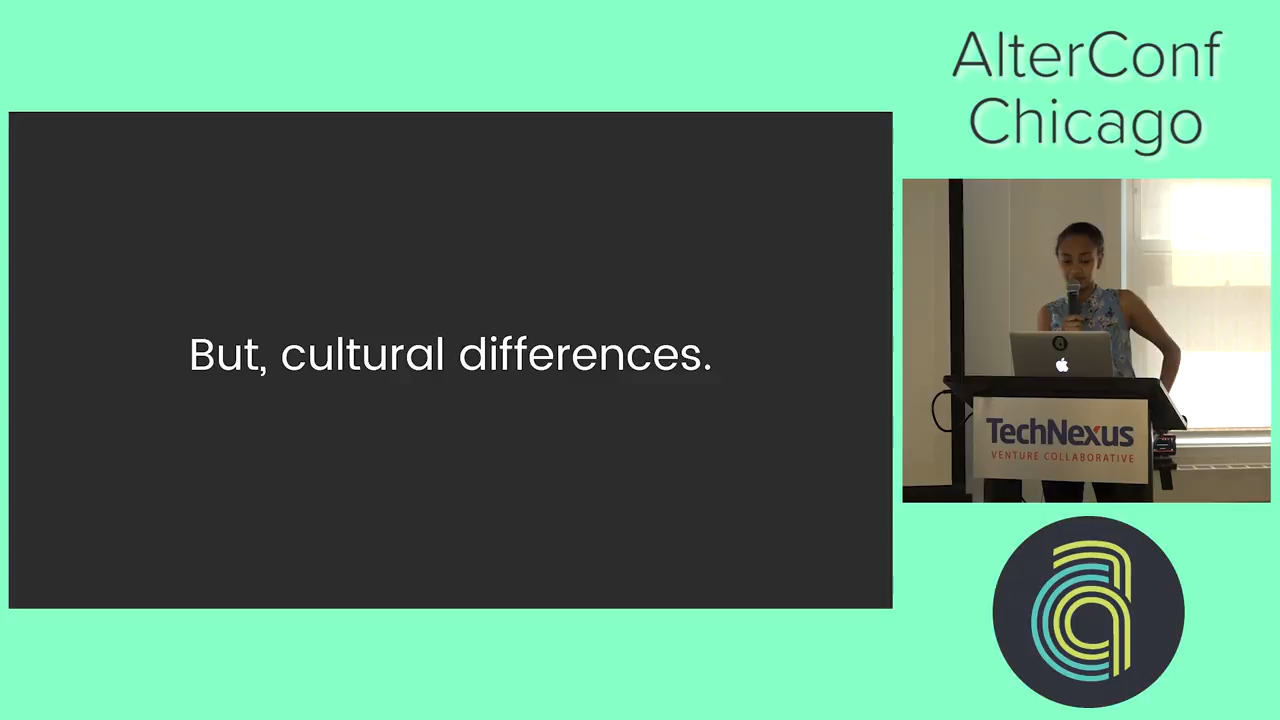 AlterConf
Chicago
But, cultural differences.
TechNexus
VENTURE COLLABORATIVE